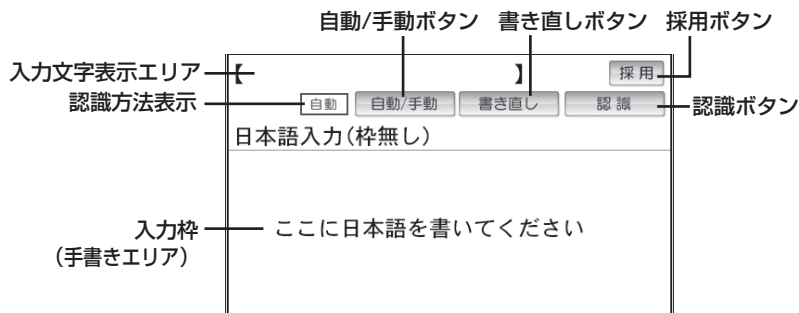 自動/手動ボタン 書き直しボタン 採用ボタン
入力文字表示エリア 【 】 採用
認識方法表示 自動 自動/手動 書き直し 認識 認識ボタン
日本語入力(枠無し)
入力枠 ここに日本語を書いてください
(手書きエリア)